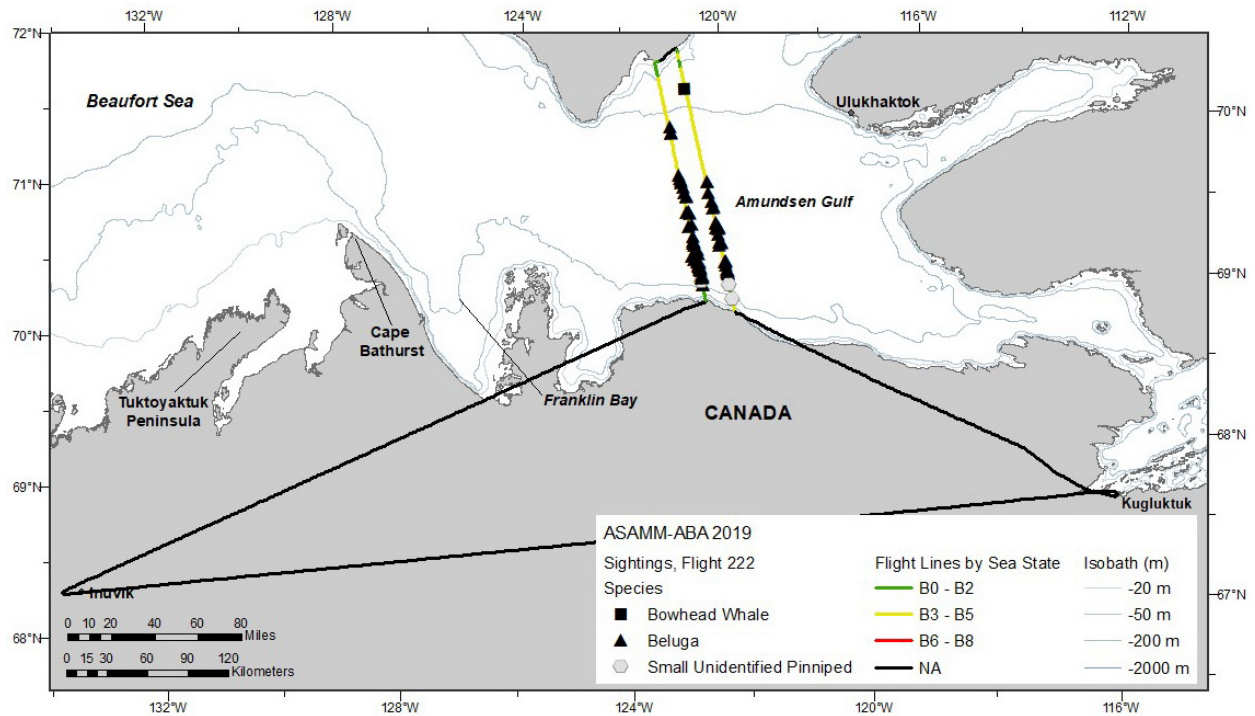 132°W 128°W 124°W 120°W 116°W 112°W
72°N
Beaufort Sea
Ulukhaktok
70°N
71°N
Amundsen Gulf
69°N
70°N
Cape
Bathurst
Tuktoyaktuk
Peninsula
Franklin Bay
CANADA
68°N
69°N
Kugluktuk
Inuvik
67°N
68°N
0 10 20 40 60 80
Miles
0 15 30 60 90 120
Kilometers
ASAMM-ABA 2019
Sightings, Flight 222
Species
Bowhead Whale
Beluga
Small Unidentified Pinniped
Flight Lines by Sea State
B0 - B2
B3 - B5
B6 - B8
NA
Isobath (m)
-20 m
-50 m
-200 m
-2000 m
132°W 128°W 124°W 120°W 116°W